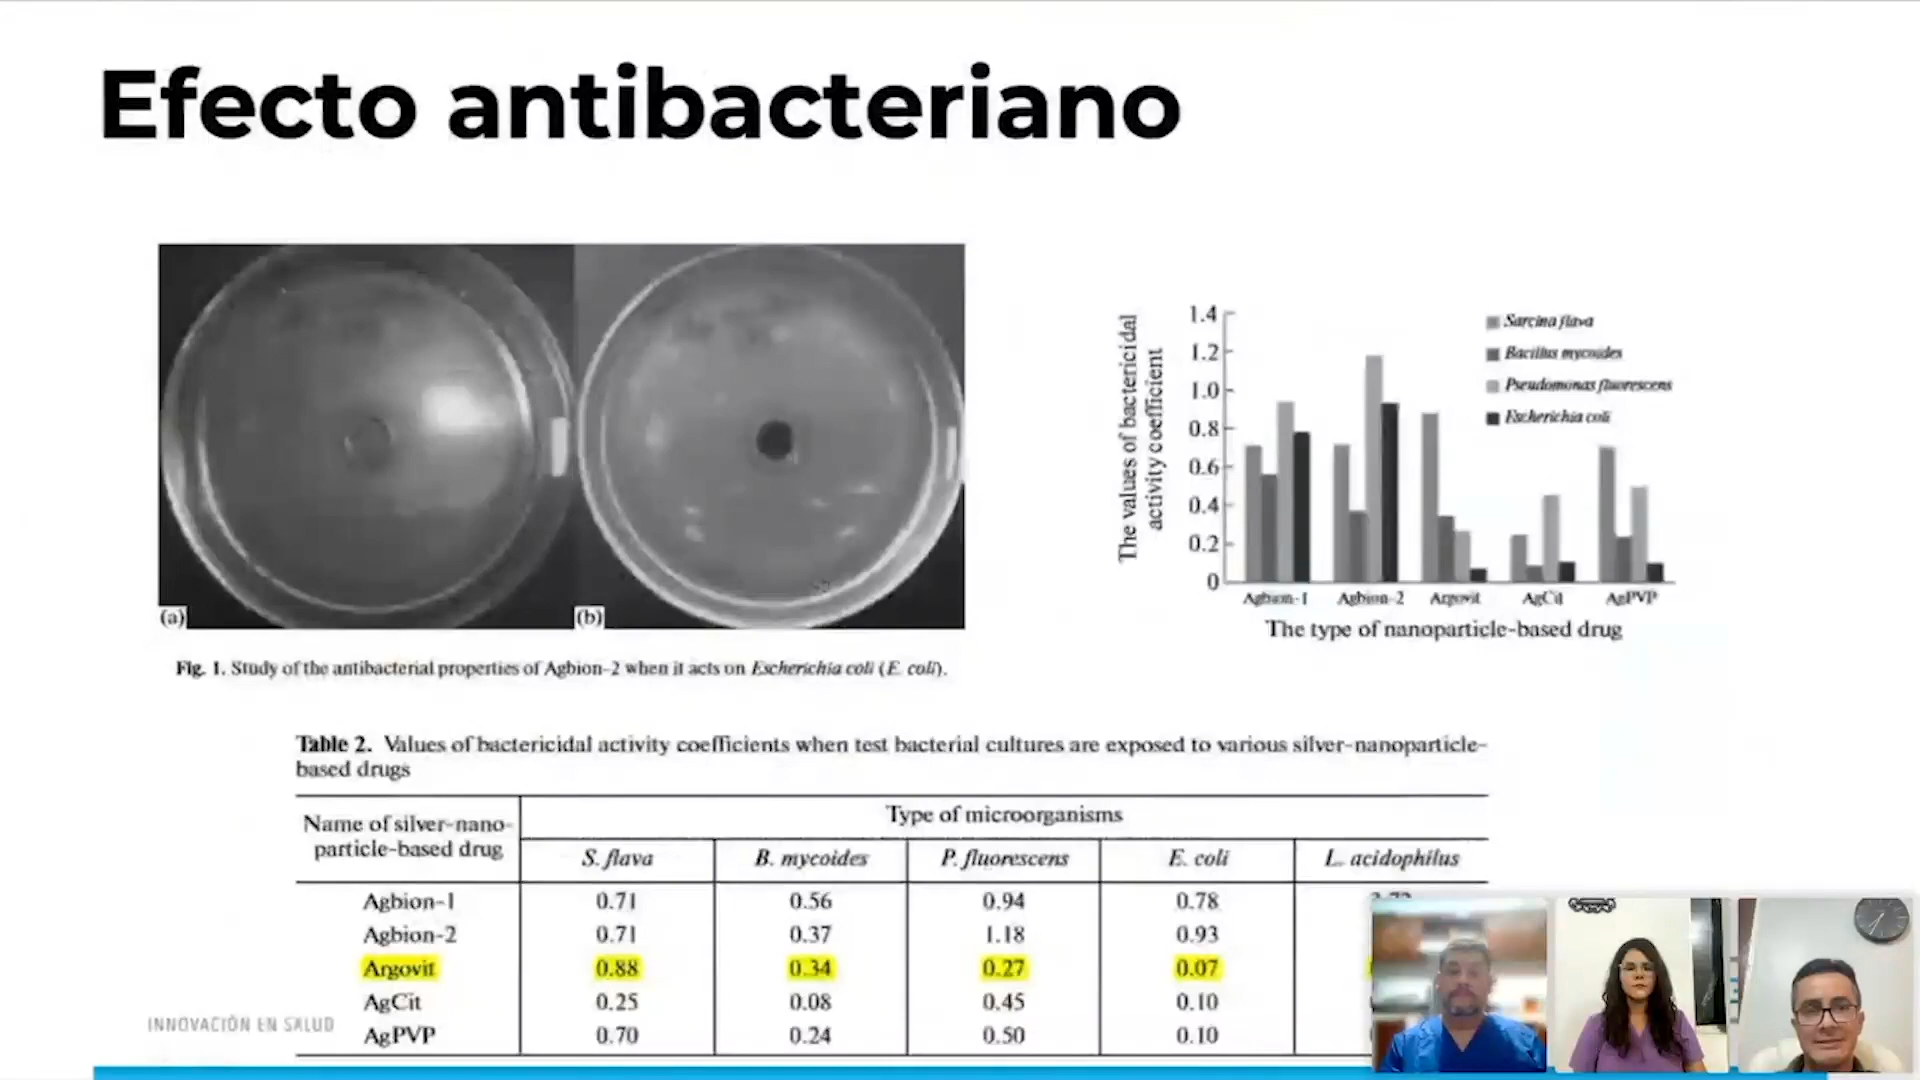 Efecto antibacteriano
(a)
(b)
Fig. 1. Study of the antibacterial properties of Agbion-2 when it acts on Escherichia coli (E. coli).
The values of bactericidal
activity coefficient
1.4
1.2
1.0
0.8
0.6
0.4
0.2
0
Sarcina flava
Bacillus mycoides
Pseudomonas fluorescens
Escherichia coli
Agbion-1 Agbion-2 Argovit AgCit AgPVP
The type of nanoparticle-based drug
Table 2. Values of bactericidal activity coefficients when test bacterial cultures are exposed to various silver-nanoparticle-
based drugs
Name of silver-nano-
particle-based drug
Type of microorganisms
S. flava B. mycoides P. fluorescens E. coli L. acidophilus
Agbion-1 0.71 0.56 0.94 0.78
Agbion-2 0.71 0.37 1.18 0.93
Argovit 0.88 0.34 0.27 0.07
AgCit 0.25 0.08 0.45 0.10
AgPVP 0.70 0.24 0.50 0.10
INNOVACIÓN EN SALUD